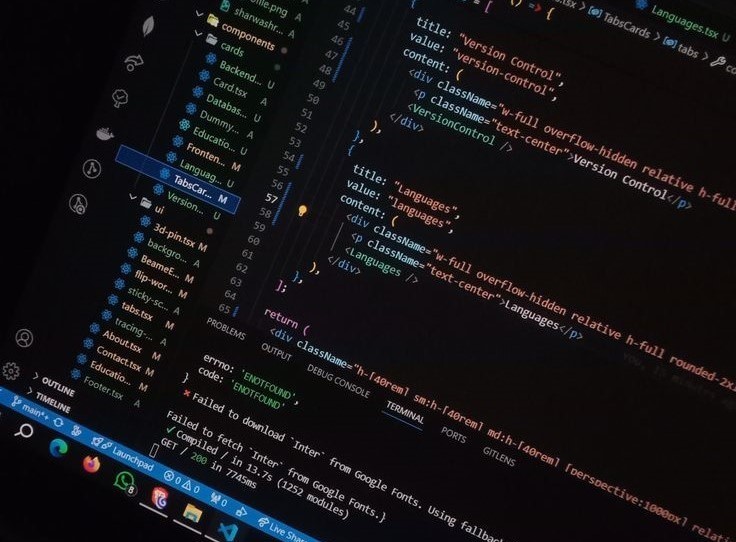 file.png
sharwashr...
components
cards
Backend... U
Card.tsx A
Databas... U
Dummy... A
Educatio... U
Fronten... M
Languag... U
TabsCar... M
Version... U
ui
3d-pin.tsx M
backgro... A
BeameE... M
flip-wor... M
sticky-sc... A
tabs.tsx M
tracing-... A
About.tsx M
Contact.tsx M
Educatio... M
Footer.tsx A
OUTLINE
TIMELINE
Languages.tsx U
TabsCards > tabs >
44
45
46
47
48
49
50
51
52
53
54
55
56
57
58
59
60
61
62
63
64
65
= [
() => {
{
title: "Version Control",
value: "version-control",
content: (
<div className="w-full overflow-hidden relative h-full
<p className="text-center">Version Control</p>
<VersionControl />
</div>
),
},
{
title: "Languages",
value: "languages",
content: (
<div className="w-full overflow-hidden relative h-full rounded-2x
<p className="text-center">Languages</p>
<Languages />
</div>
),
},
];
return (
<div className="h-[40rem] sm:h-[40rem] md:h-[40rem] [perspective:1000px] relati
PROBLEMS OUTPUT DEBUG CONSOLE TERMINAL PORTS GITLENS
errno: 'ENOTFOUND',
code: 'ENOTFOUND'
}
Failed to download `Inter` from Google Fonts. Using fallbac
Failed to fetch `Inter` from Google Fonts.}
✓ Compiled / in 13.7s (1252 modules)
GET / 200 in 7745ms
main*+ Launchpad 0 0 0 Live Shar
8